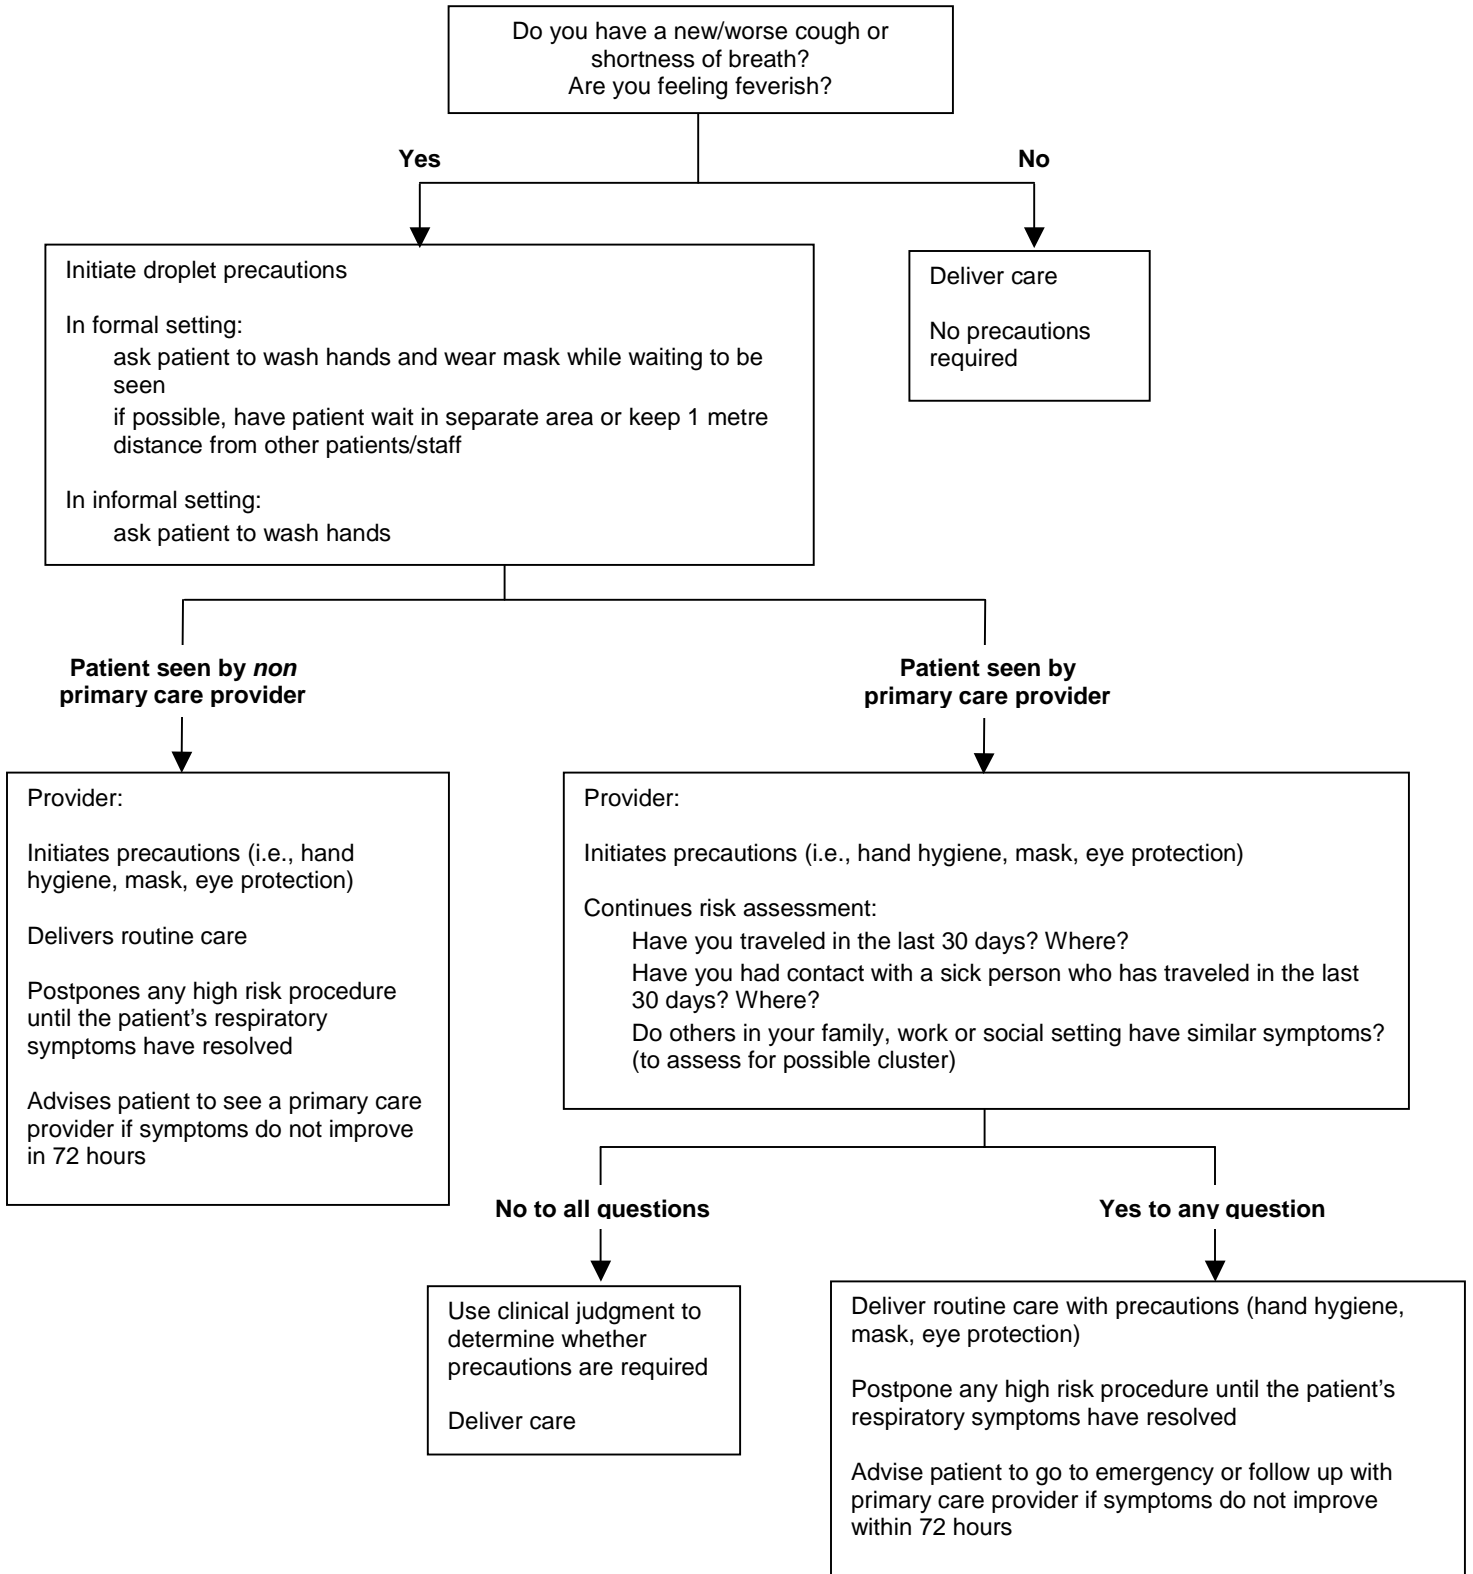 Do you have a new/worse cough or
shortness of breath?
Are you feeling feverish?
Yes
No
Initiate droplet precautions
In formal setting:
ask patient to wash hands and wear mask while waiting to be
seen
if possible, have patient wait in separate area or keep 1 metre
distance from other patients/staff
In informal setting:
ask patient to wash hands
Deliver care
No precautions
required
Patient seen by non
primary care provider
Patient seen by
primary care provider
Provider:
Initiates precautions (i.e., hand
hygiene, mask, eye protection)
Delivers routine care
Postpones any high risk procedure
until the patient’s respiratory
symptoms have resolved
Advises patient to see a primary care
provider if symptoms do not improve
in 72 hours
Provider:
Initiates precautions (i.e., hand hygiene, mask, eye protection)
Continues risk assessment:
Have you traveled in the last 30 days? Where?
Have you had contact with a sick person who has traveled in the last
30 days? Where?
Do others in your family, work or social setting have similar symptoms?
(to assess for possible cluster)
No to all questions
Yes to any question
Use clinical judgment to
determine whether
precautions are required
Deliver care
Deliver routine care with precautions (hand hygiene,
mask, eye protection)
Postpone any high risk procedure until the patient’s
respiratory symptoms have resolved
Advise patient to go to emergency or follow up with
primary care provider if symptoms do not improve
within 72 hours